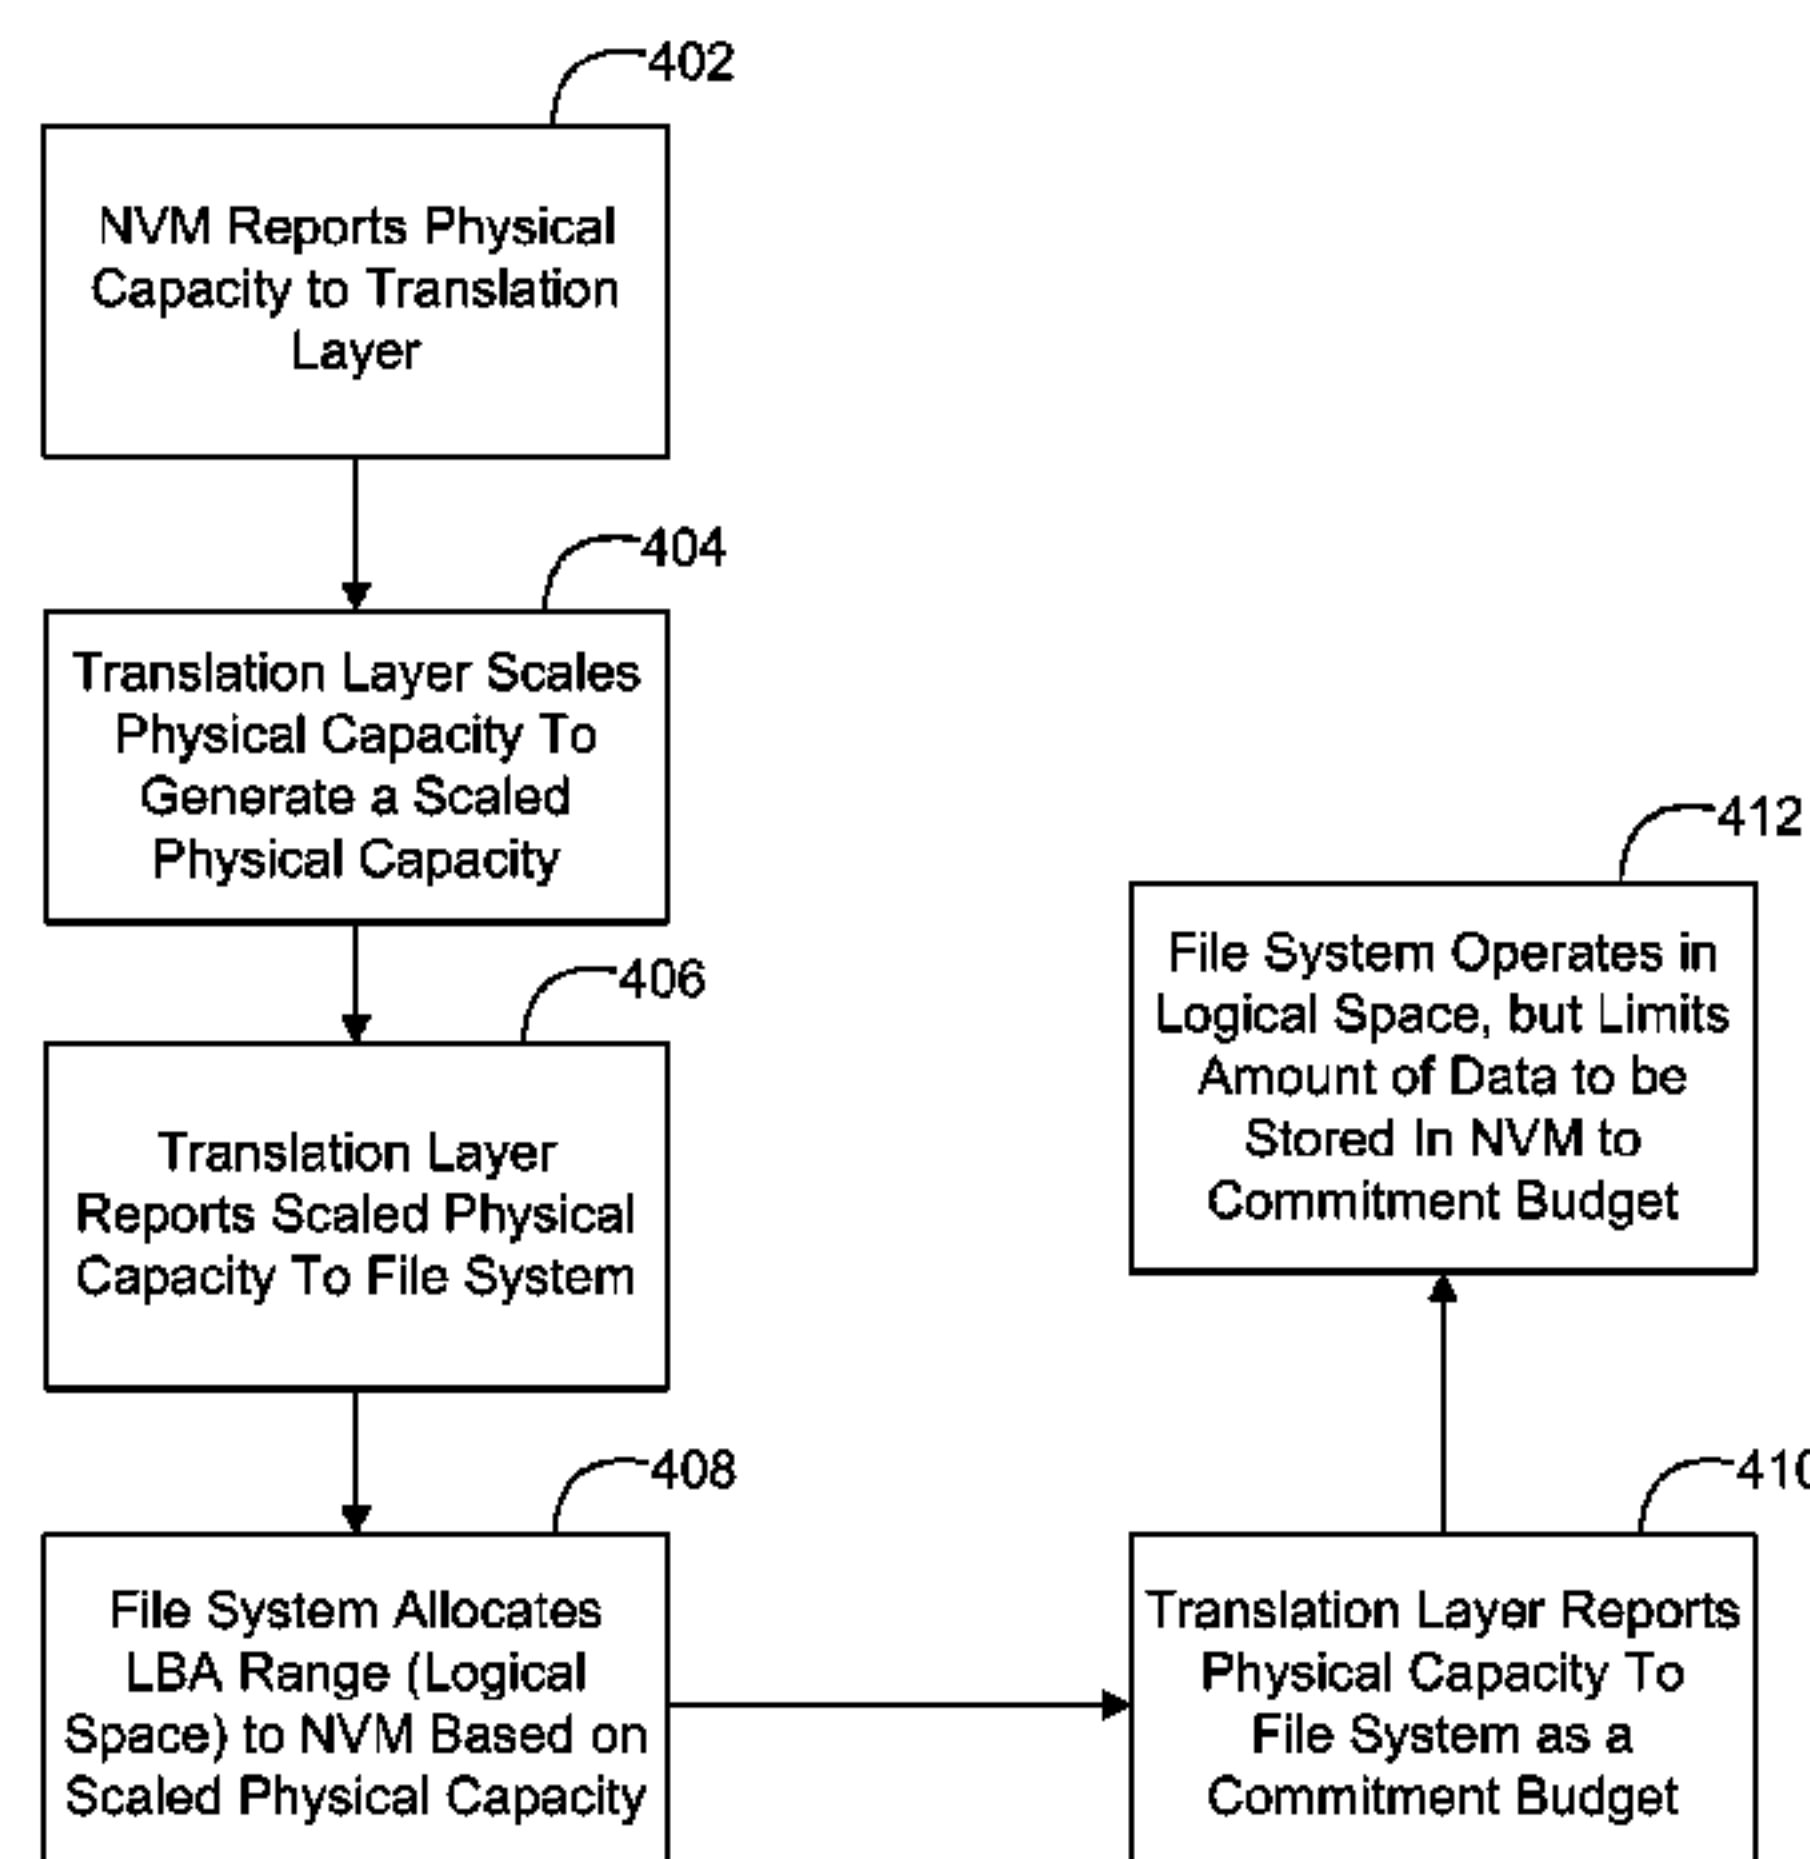 402
NVM Reports Physical
Capacity to Translation
Layer
404
Translation Layer Scales
Physical Capacity To
Generate a Scaled
Physical Capacity
406
Translation Layer
Reports Scaled Physical
Capacity To File System
408
File System Allocates
LBA Range (Logical
Space) to NVM Based on
Scaled Physical Capacity
410
Translation Layer Reports
Physical Capacity To
File System as a
Commitment Budget
412
File System Operates in
Logical Space, but Limits
Amount of Data to be
Stored In NVM to
Commitment Budget